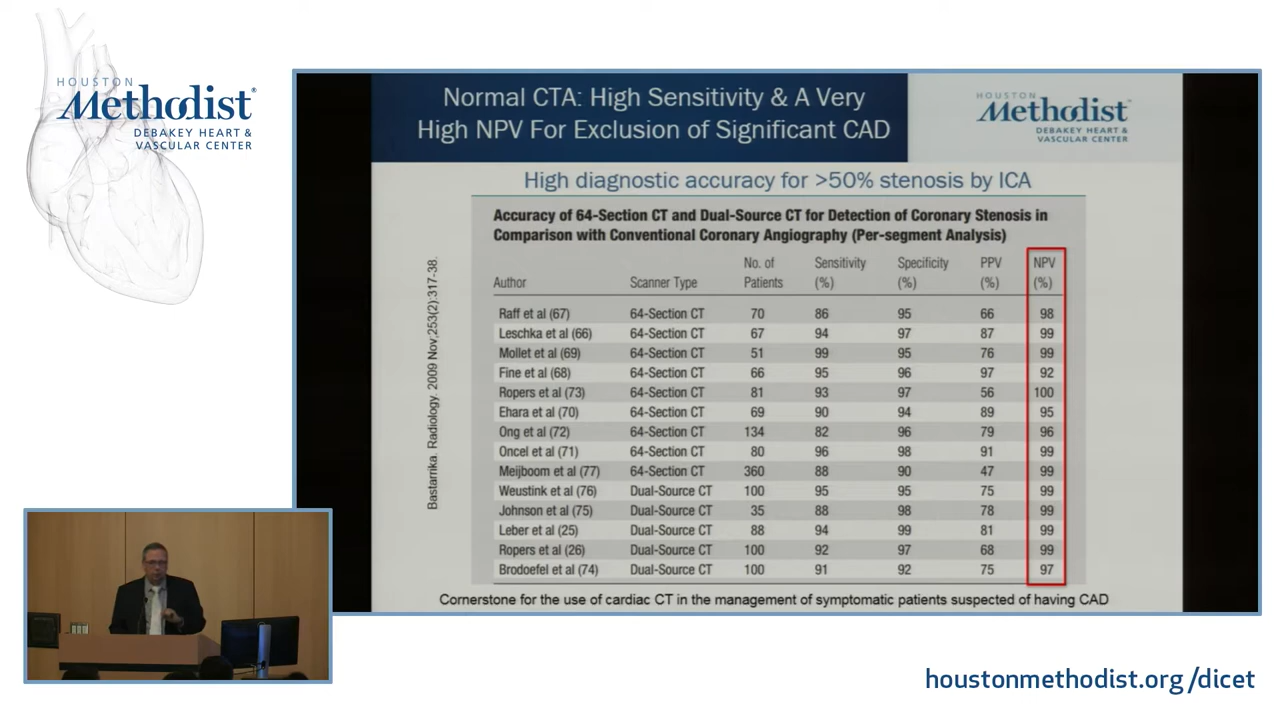 HOUSTON
Methodist®
DEBAKEY HEART &
VASCULAR CENTER
Normal CTA: High Sensitivity & A Very
High NPV For Exclusion of Significant CAD
HOUSTON
Methodist
DEBAKEY HEART &
VASCULAR CENTER
High diagnostic accuracy for >50% stenosis by ICA
Accuracy of 64-Section CT and Dual-Source CT for Detection of Coronary Stenosis in
Comparison with Conventional Coronary Angiography (Per-segment Analysis)
No. of Sensitivity Specificity PPV NPV
Author Scanner Type Patients (%) (%) (%) (%)
Raff et al (67) 64-Section CT 70 86 95 66 98
Leschka et al (66) 64-Section CT 67 94 97 87 99
Mollet et al (69) 64-Section CT 51 99 95 76 99
Fine et al (68) 64-Section CT 66 95 96 97 92
Ropers et al (73) 64-Section CT 81 93 97 56 100
Ehara et al (70) 64-Section CT 69 90 94 89 95
Ong et al (72) 64-Section CT 134 82 96 79 96
Oncel et al (71) 64-Section CT 80 96 98 91 99
Meijboom et al (77) 64-Section CT 360 88 90 47 99
Weustink et al (76) Dual-Source CT 100 95 95 75 99
Johnson et al (75) Dual-Source CT 35 88 98 78 99
Leber et al (25) Dual-Source CT 88 94 99 81 99
Ropers et al (26) Dual-Source CT 100 92 97 68 99
Brodoefel et al (74) Dual-Source CT 100 91 92 75 97
Bastarrika. Radiology. 2009 Nov;253(2):317-38.
Cornerstone for the use of cardiac CT in the management of symptomatic patients suspected of having CAD
houstonmethodist.org/dicet